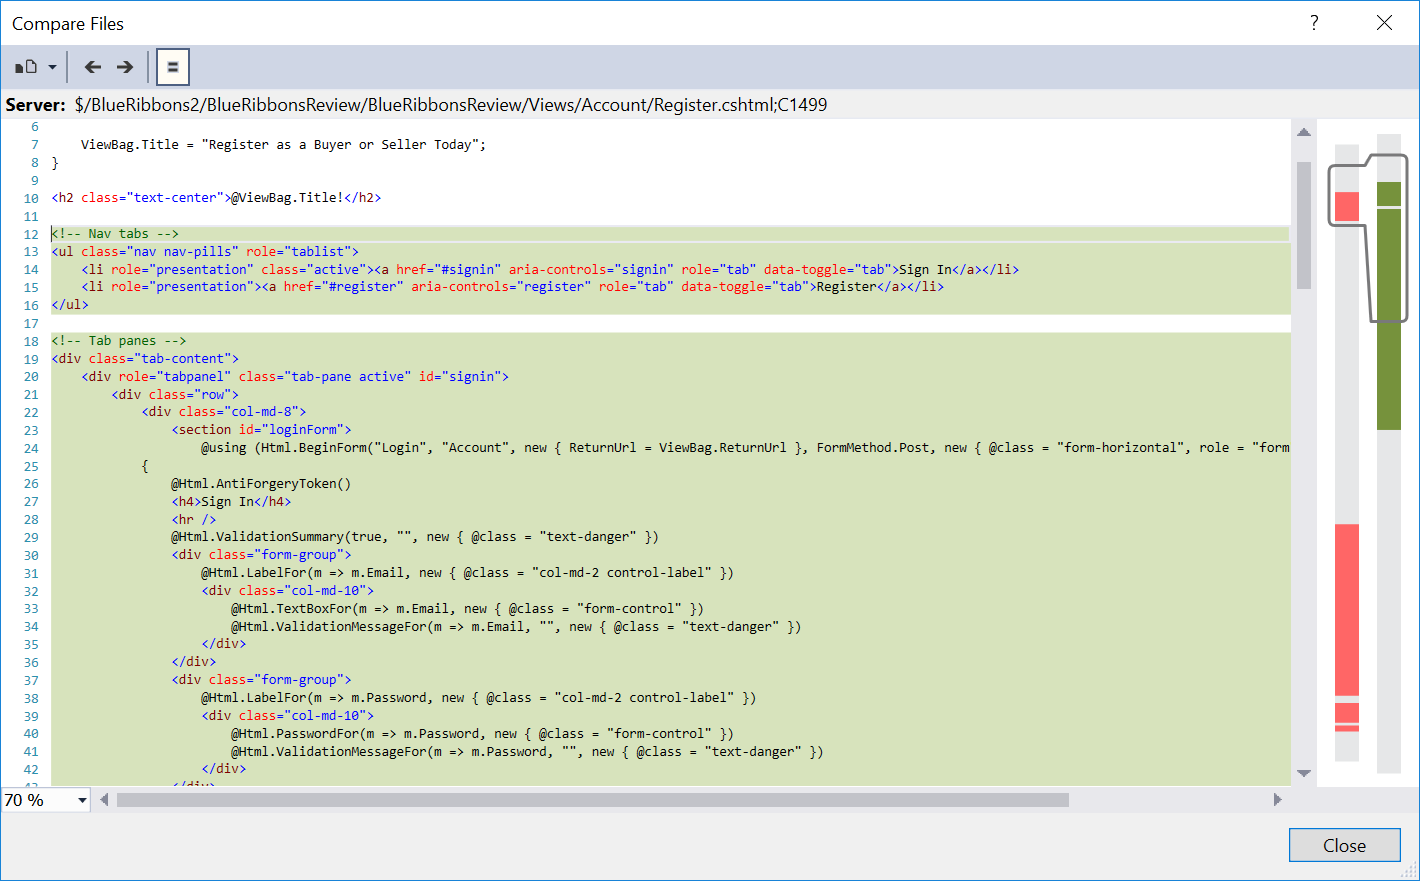 Compare Files
?
Server: $/BlueRibbons2/BlueRibbonsReview/BlueRibbonsReview/Views/Account/Register.cshtml;C1499
6
7     ViewBag.Title = "Register as a Buyer or Seller Today";
8 }
9
10 <h2 class="text-center">@ViewBag.Title!</h2>
11
12 <!-- Nav tabs -->
13 <ul class="nav nav-pills" role="tablist">
14     <li role="presentation" class="active"><a href="#signin" aria-controls="signin" role="tab" data-toggle="tab">Sign In</a></li>
15     <li role="presentation"><a href="#register" aria-controls="register" role="tab" data-toggle="tab">Register</a></li>
16 </ul>
17
18 <!-- Tab panes -->
19 <div class="tab-content">
20     <div role="tabpanel" class="tab-pane active" id="signin">
21         <div class="row">
22             <div class="col-md-8">
23                 <section id="loginForm">
24                     @using (Html.BeginForm("Login", "Account", new { ReturnUrl = ViewBag.ReturnUrl }, FormMethod.Post, new { @class = "form-horizontal", role = "form
25             {
26                 @Html.AntiForgeryToken()
27                 <h4>Sign In</h4>
28                 <hr />
29                 @Html.ValidationSummary(true, "", new { @class = "text-danger" })
30                 <div class="form-group">
31                     @Html.LabelFor(m => m.Email, new { @class = "col-md-2 control-label" })
32                     <div class="col-md-10">
33                         @Html.TextBoxFor(m => m.Email, new { @class = "form-control" })
34                         @Html.ValidationMessageFor(m => m.Email, "", new { @class = "text-danger" })
35                     </div>
36                 </div>
37                 <div class="form-group">
38                     @Html.LabelFor(m => m.Password, new { @class = "col-md-2 control-label" })
39                     <div class="col-md-10">
40                         @Html.PasswordFor(m => m.Password, new { @class = "form-control" })
41                         @Html.ValidationMessageFor(m => m.Password, "", new { @class = "text-danger" })
42                     </div>
70 %
Close